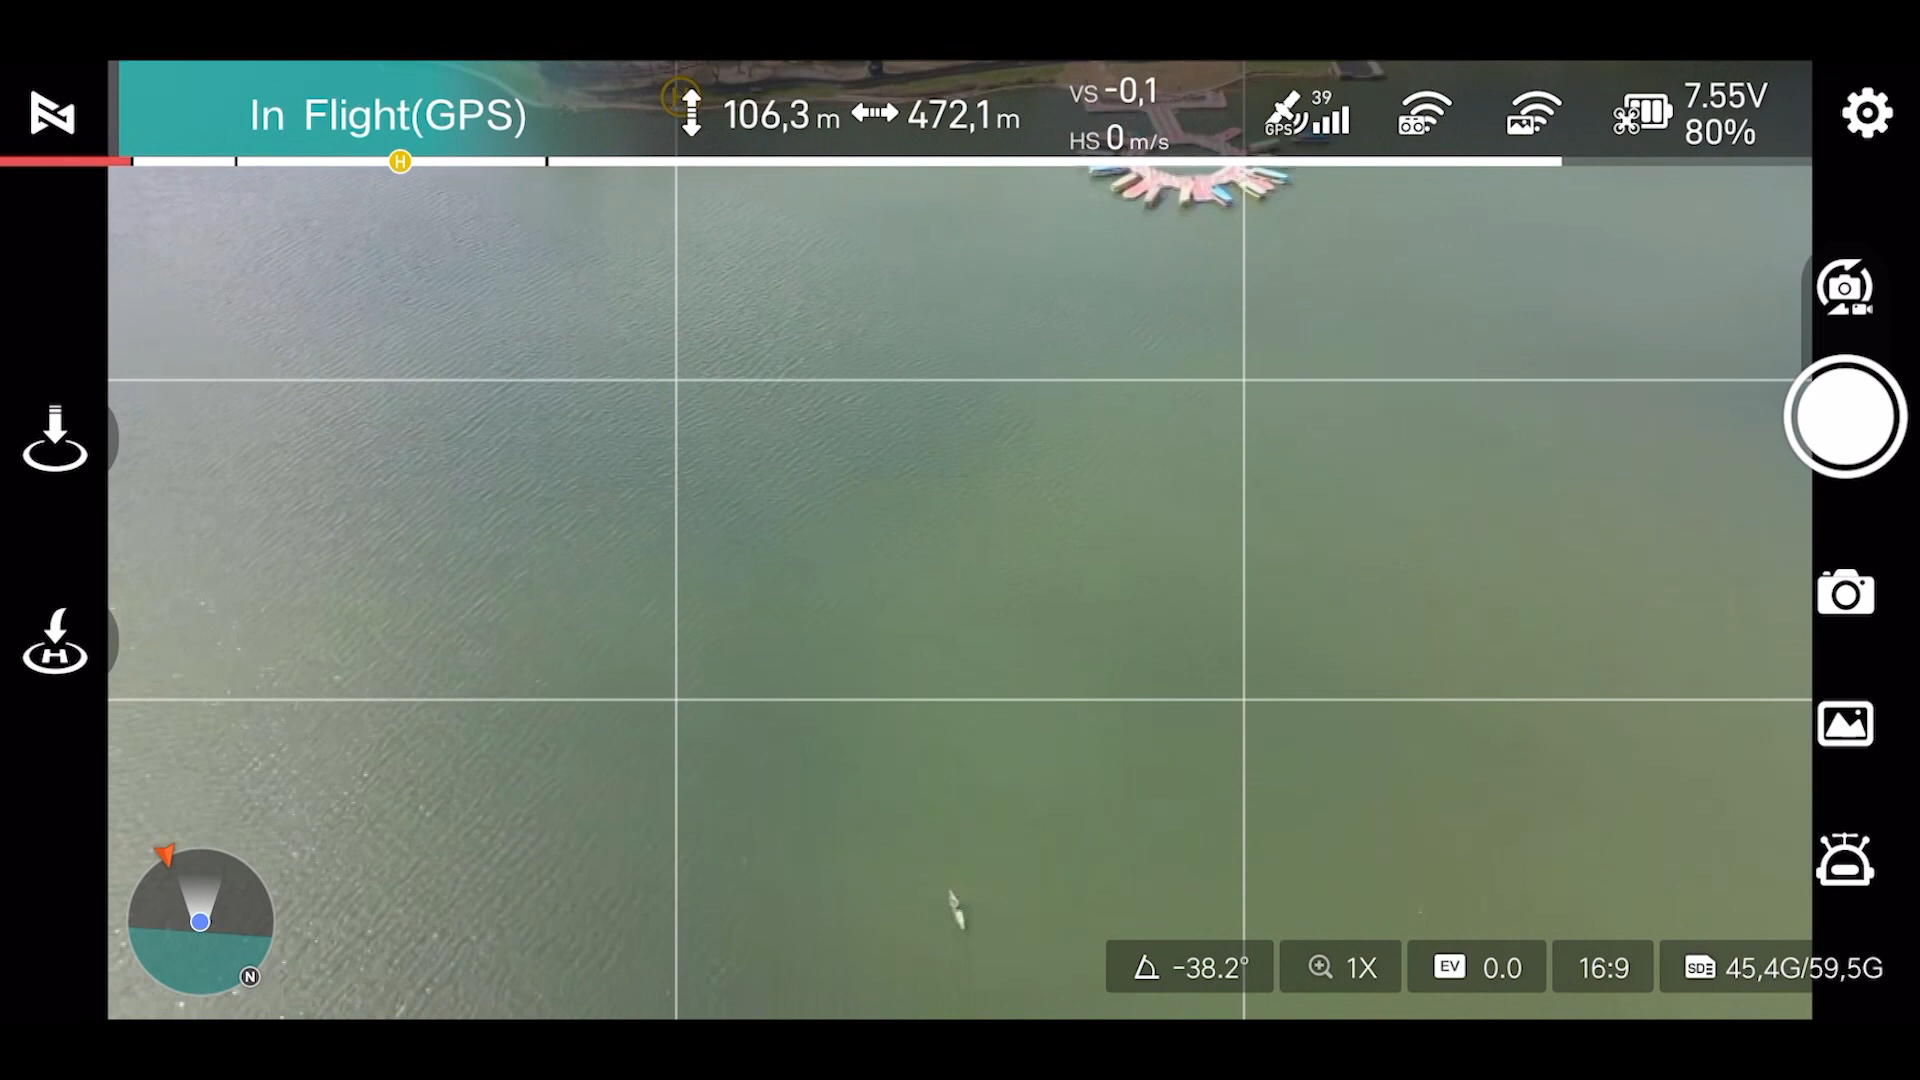 In Flight(GPS)
H
106,3 m
472,1 m
VS -0,1
HS 0 m/s
GPS
39
7.55V
80%
H
H
N
-38.2°
1X
EV 0.0
16:9
SD 45,4G/59,5G